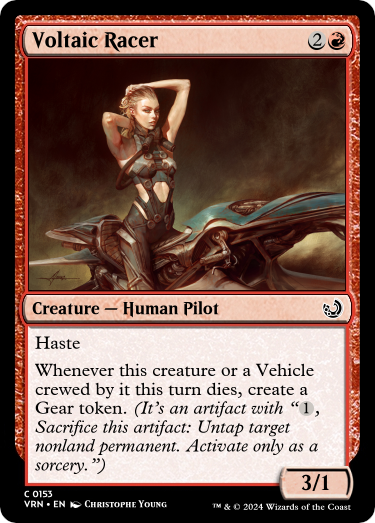 Voltaic Racer 2
Creature — Human Pilot
Haste
Whenever this creature or a Vehicle
crewed by it this turn dies, create a
Gear token. (It's an artifact with “1,
Sacrifice this artifact: Untap target
nonland permanent. Activate only as a
sorcery.”)
3/1
C 0153
VRN • EN Christophe Young
™ & © 2024 Wizards of the Coast